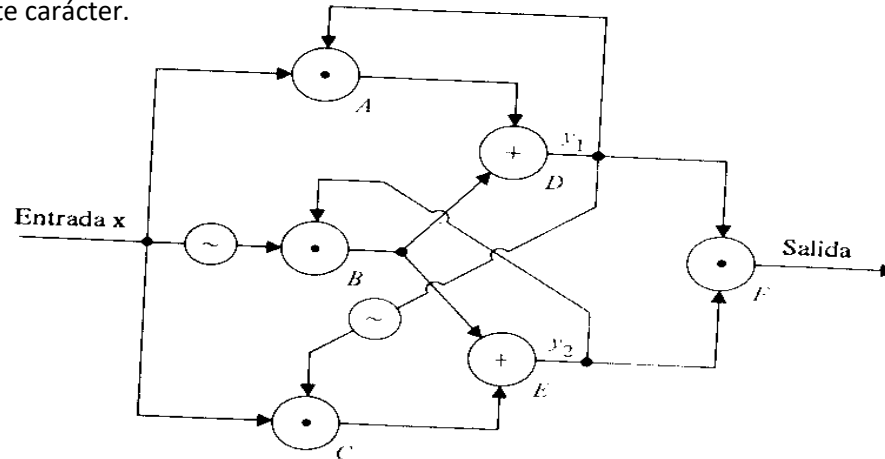 te carácter.
A
y₁
+
D
Entrada x
~
B
Salida
F
~
y₂
+
E
C